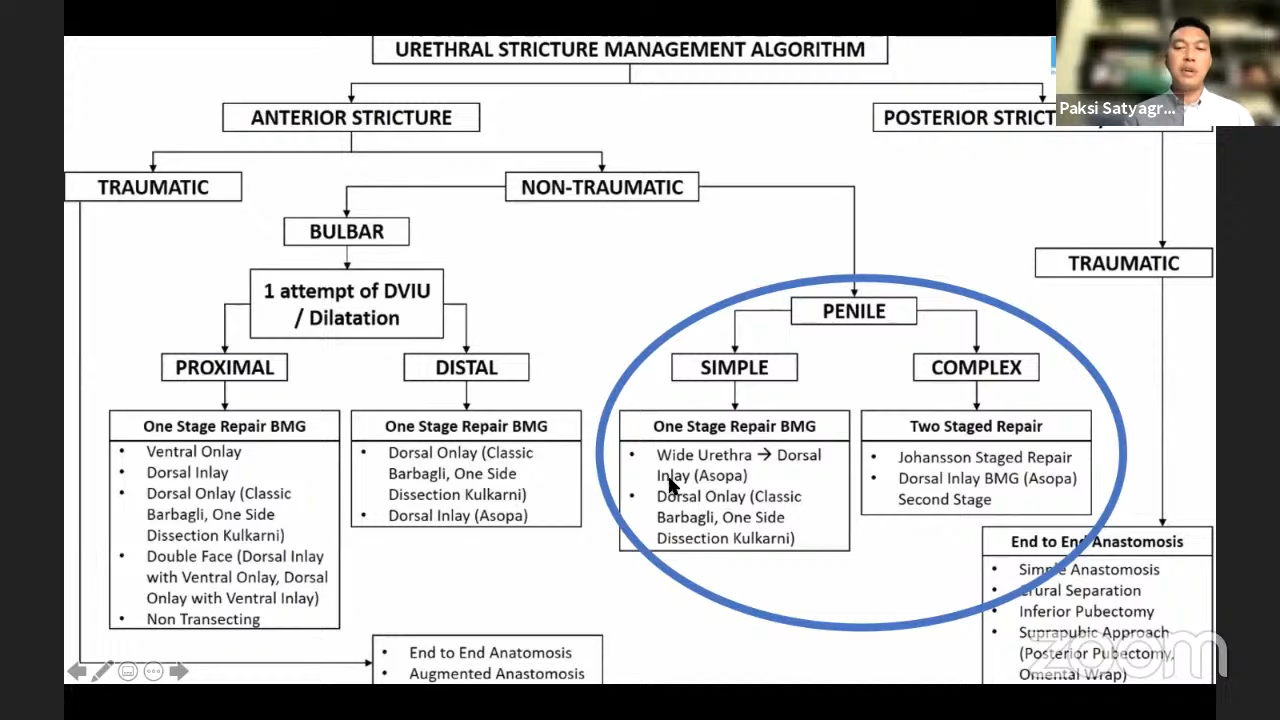 URETHRAL STRICTURE MANAGEMENT ALGORITHM
Paksi Satyagr...
ANTERIOR STRICTURE
POSTERIOR
TRAUMATIC
NON-TRAUMATIC
BULBAR
TRAUMATIC
1 attempt of DVIU
/ Dilatation
PENILE
PROXIMAL
DISTAL
SIMPLE
COMPLEX
One Stage Repair BMG
• Ventral Onlay
• Dorsal Inlay
• Dorsal Onlay (Classic
Barbagli, One Side
Dissection Kulkarni)
• Double Face (Dorsal Inlay
with Ventral Onlay, Dorsal
Onlay with Ventral Inlay)
• Non Transecting
One Stage Repair BMG
• Dorsal Onlay (Classic
Barbagli, One Side
Dissection Kulkarni)
• Dorsal Inlay (Asopa)
One Stage Repair BMG
• Wide Urethra → Dorsal
Inlay (Asopa)
• Dorsal Onlay (Classic
Barbagli, One Side
Dissection Kulkarni)
Two Staged Repair
• Johansson Staged Repair
• Dorsal Inlay BMG (Asopa)
Second Stage
End to End Anastomosis
• Simple Anastomosis
• Crural Separation
• Inferior Pubectomy
• Suprapubic Approach
(Posterior Pubectomy,
Omental Wrap)
• End to End Anatomosis
• Augmented Anastomosis
zoom